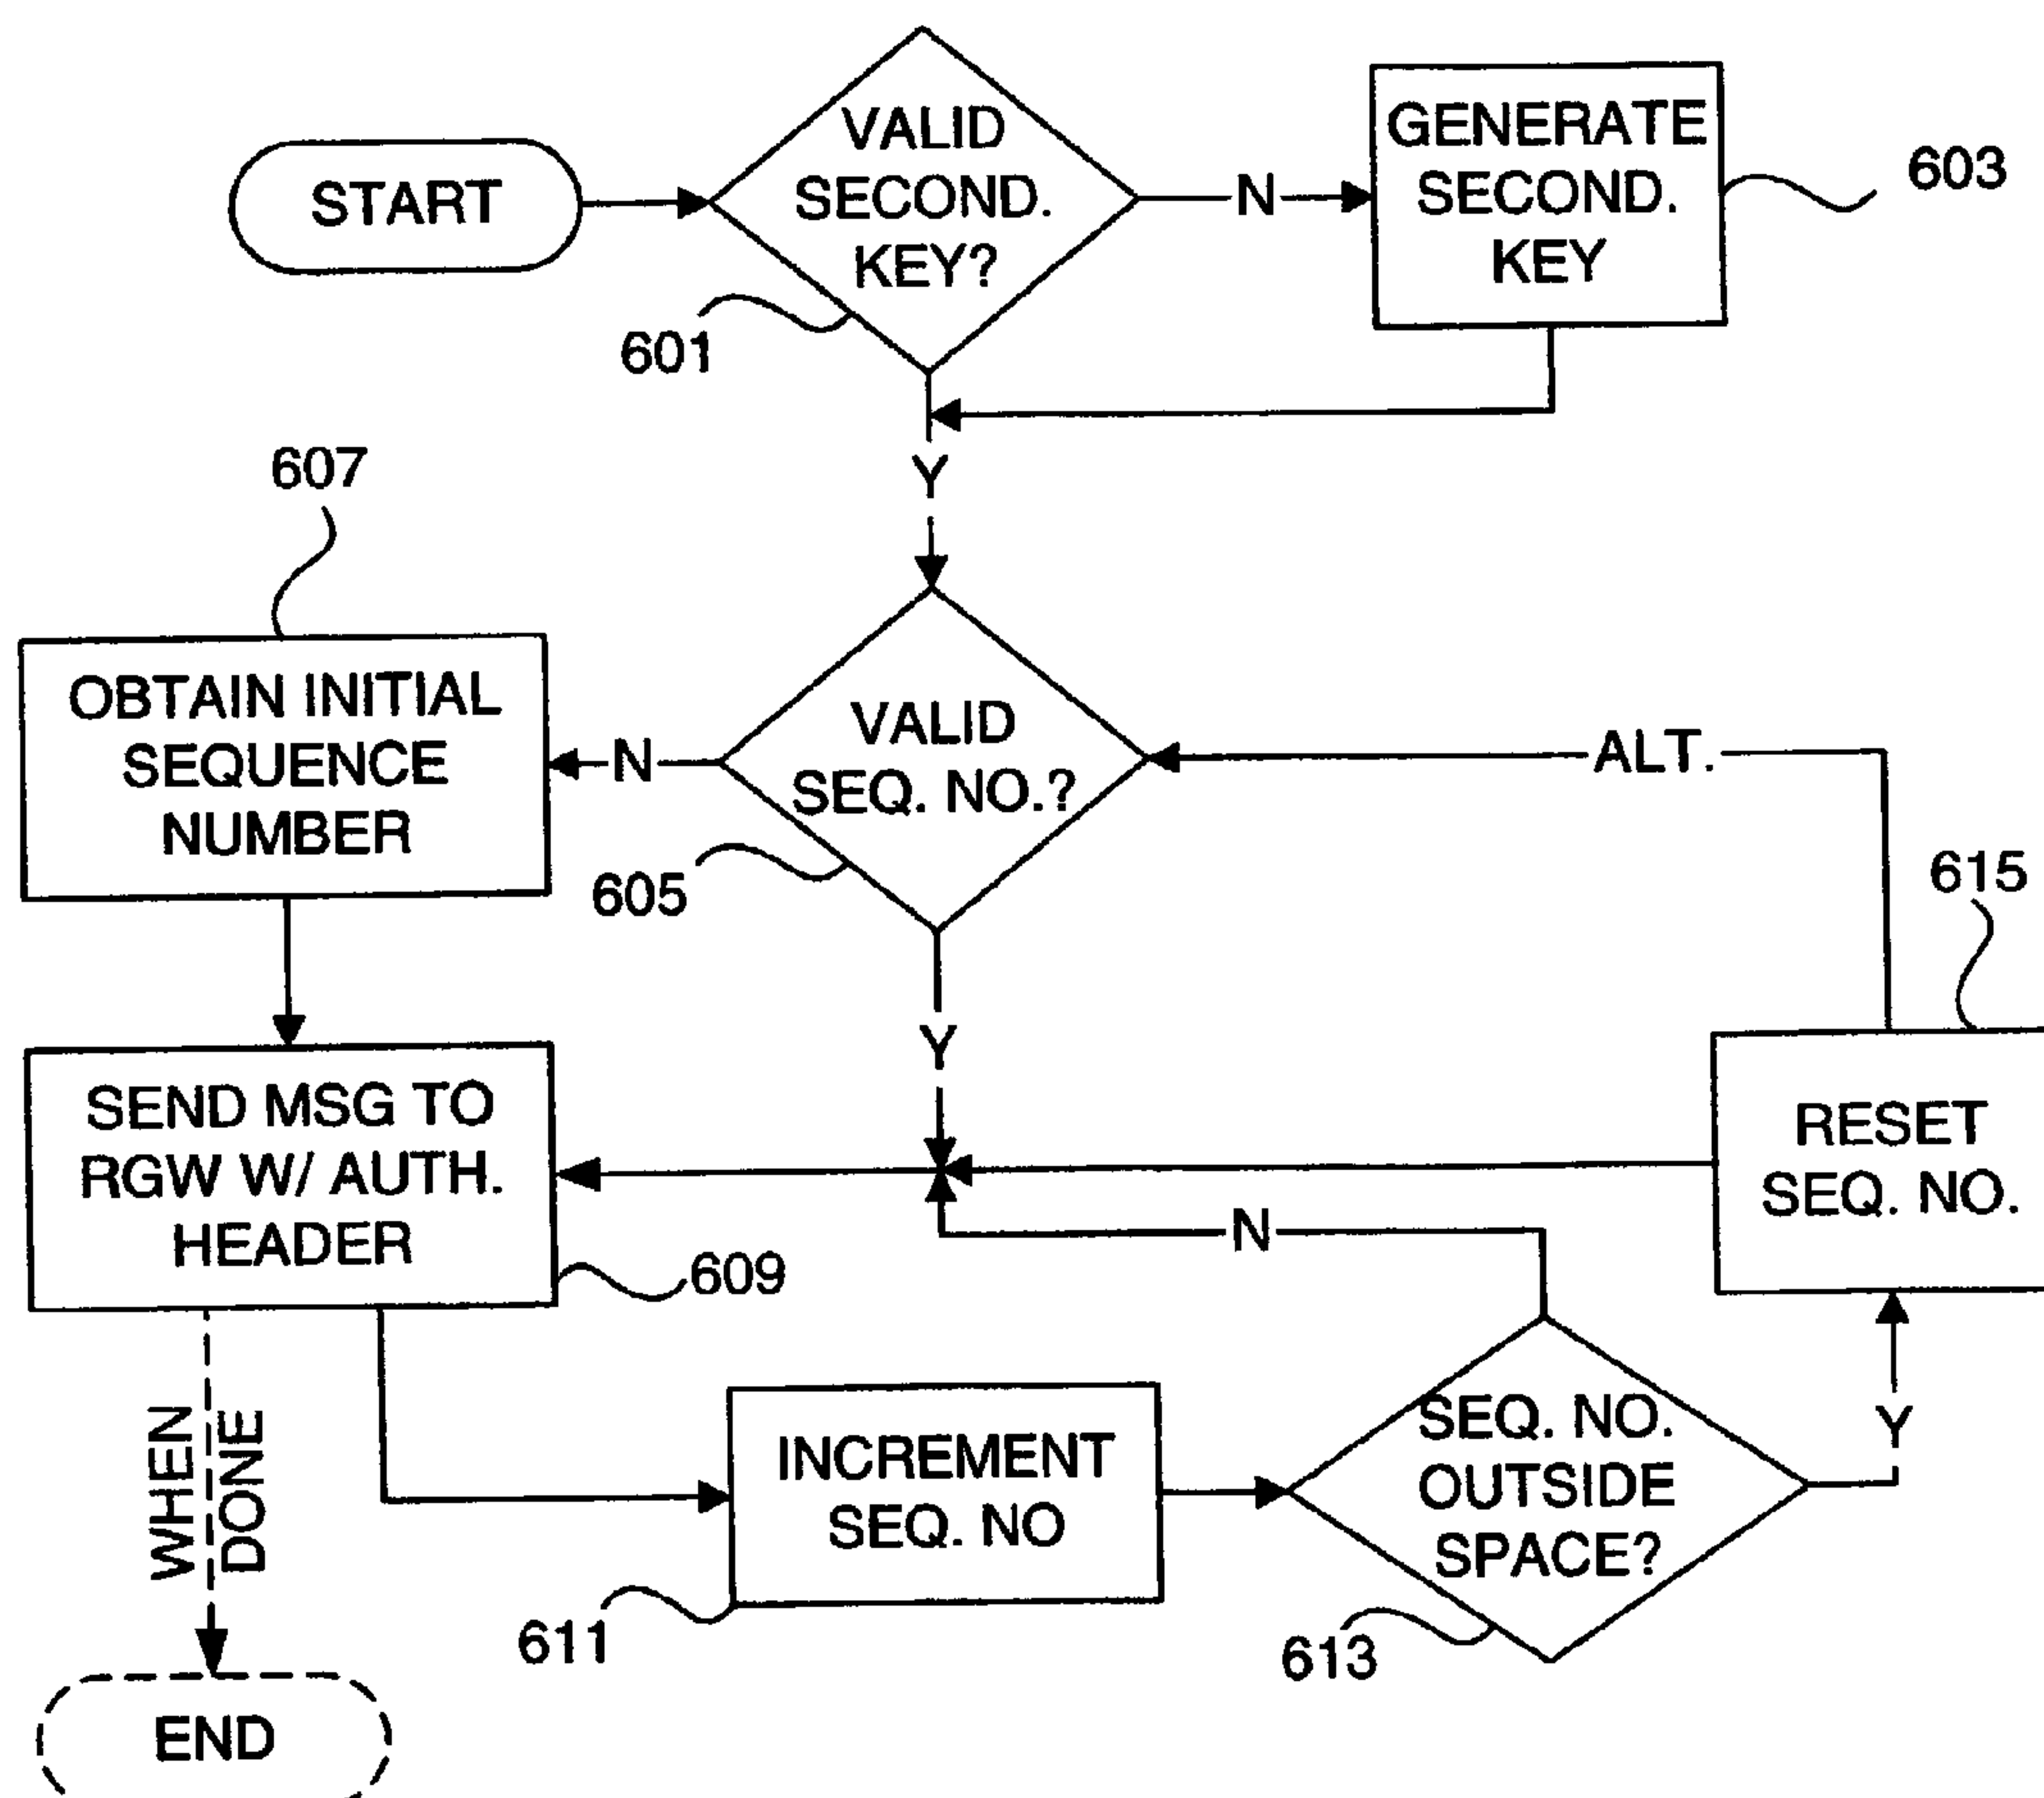 START
VALID
SECOND.
KEY?
N
GENERATE
SECOND.
KEY
603
601
Y
607
OBTAIN INITIAL
SEQUENCE
NUMBER
N
VALID
SEQ. NO.?
ALT.
605
615
Y
SEND MSG TO
RGW W/ AUTH.
HEADER
609
RESET
SEQ. NO.
N
WHEN
DONE
INCREMENT
SEQ. NO
611
SEQ. NO.
OUTSIDE
SPACE?
Y
613
END